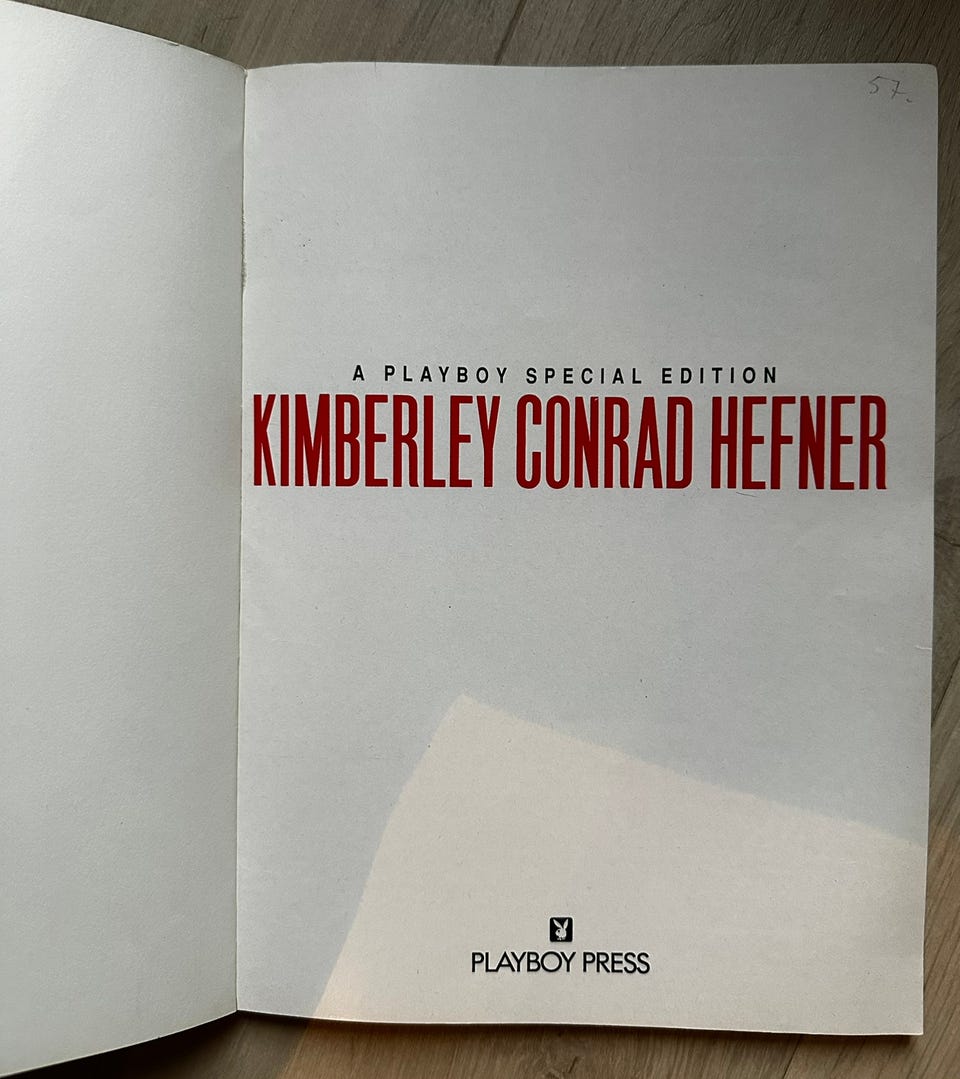 57.
A PLAYBOY SPECIAL EDITION
KIMBERLEY CONRAD HEFNER
PLAYBOY PRESS